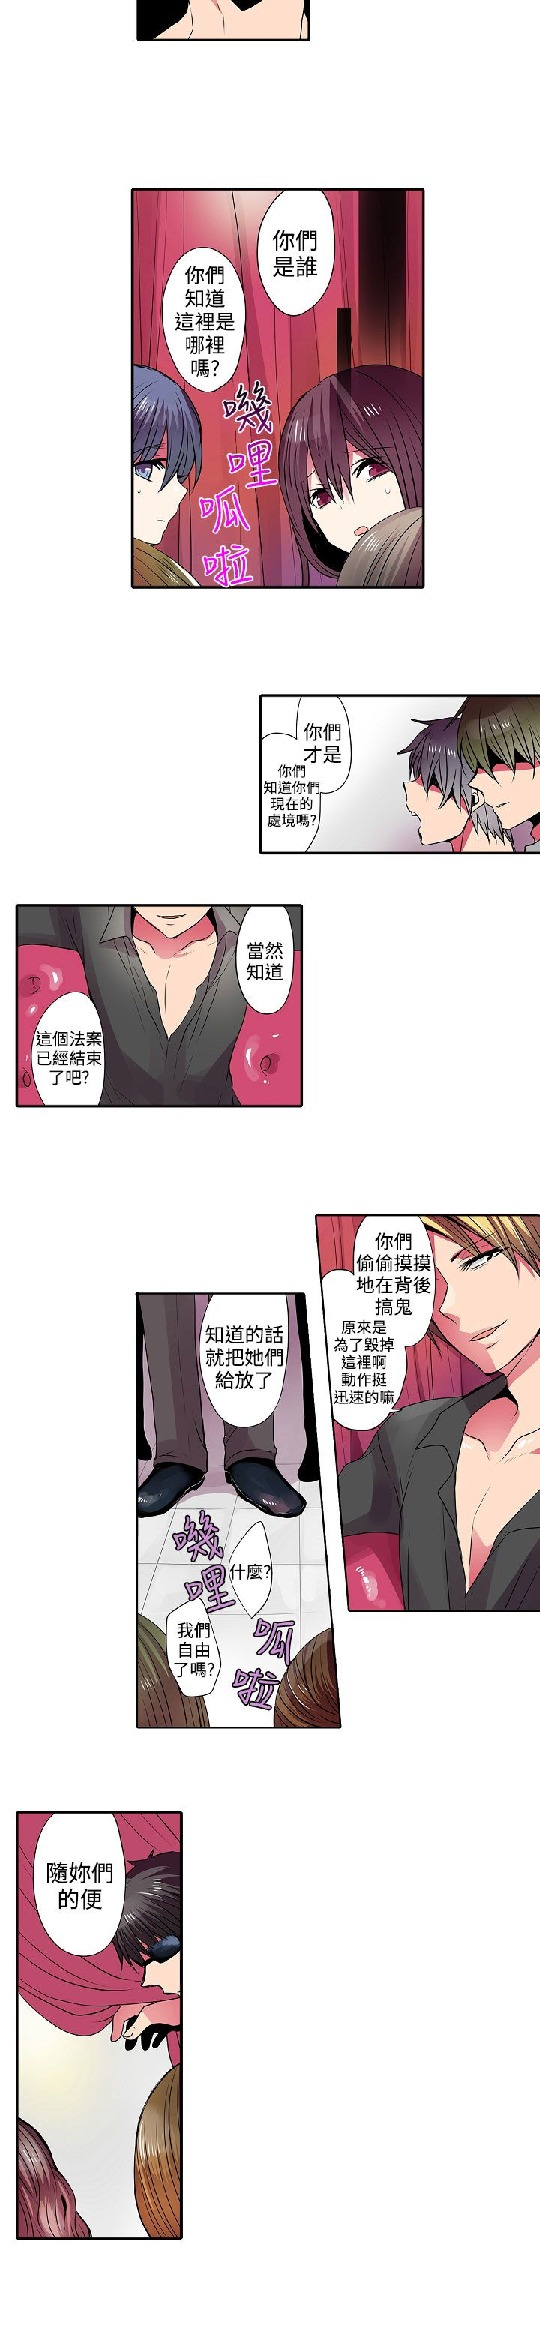 你們
是誰
你們
知道
這裡是
哪裡
嗎?
嘰
哩
呱
啦
你們
才是
你們
知道你們
現在的
處境嗎?
當然
知道
這個法案
已經結束
了吧?
你們
偷偷摸摸
地在背後
搞鬼
原來是
為了毀掉
這裡啊
動作挺
迅速的嘛
知道的話
就把她們
給放了
什麼?
我們
自由
了嗎?
嘰
哩
呱
啦
隨妳們
的便